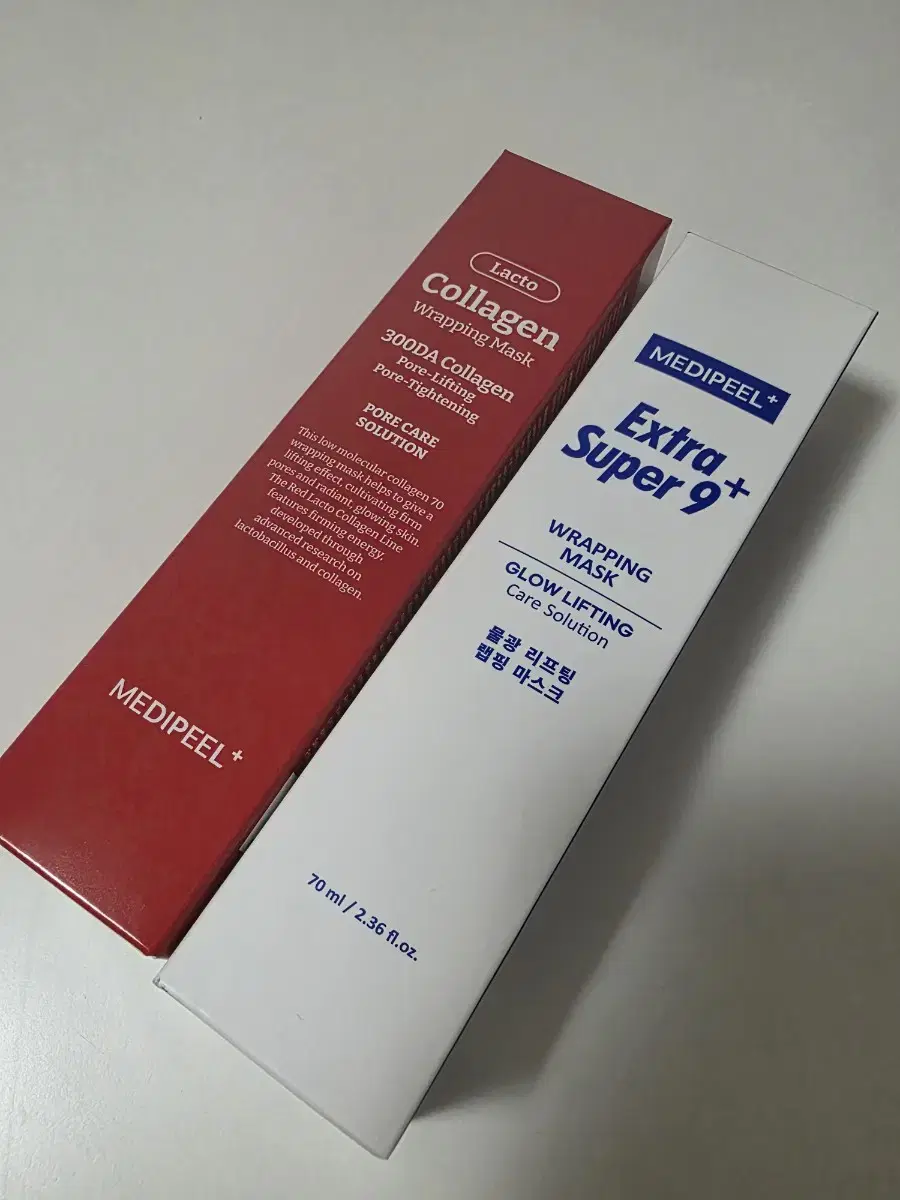 Lacto
Collagen
Wrapping Mask
300DA Collagen
Pore-Lifting
Pore-Tightening
PORE CARE
SOLUTION
This low molecular collagen 70
wrapping mask helps to give a
lifting effect, cultivating firm
pores and radiant, glowing skin.
The Red Lacto Collagen Line
features firming energy,
developed through
advanced research on
lactobacillus and collagen.
MEDIPEEL+
MEDIPEEL+
Extra
Super 9+
WRAPPING
MASK
GLOW LIFTING
Care Solution
물광 리프팅
랩핑 마스크
70 ml / 2.36 fl.oz.